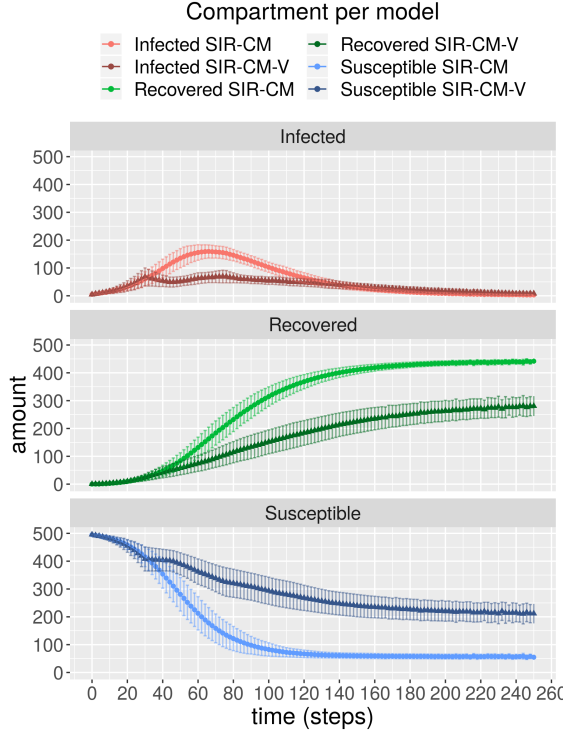 Compartment per model
Infected SIR-CM
Recovered SIR-CM-V
Infected SIR-CM-V
Susceptible SIR-CM
Recovered SIR-CM
Susceptible SIR-CM-V
Infected
500
400
300
200
100
0
Recovered
500
400
300
200
100
0
Susceptible
500
400
300
200
100
0
amount
0 20 40 60 80 100 120 140 160 180 200 220 240 260
time (steps)